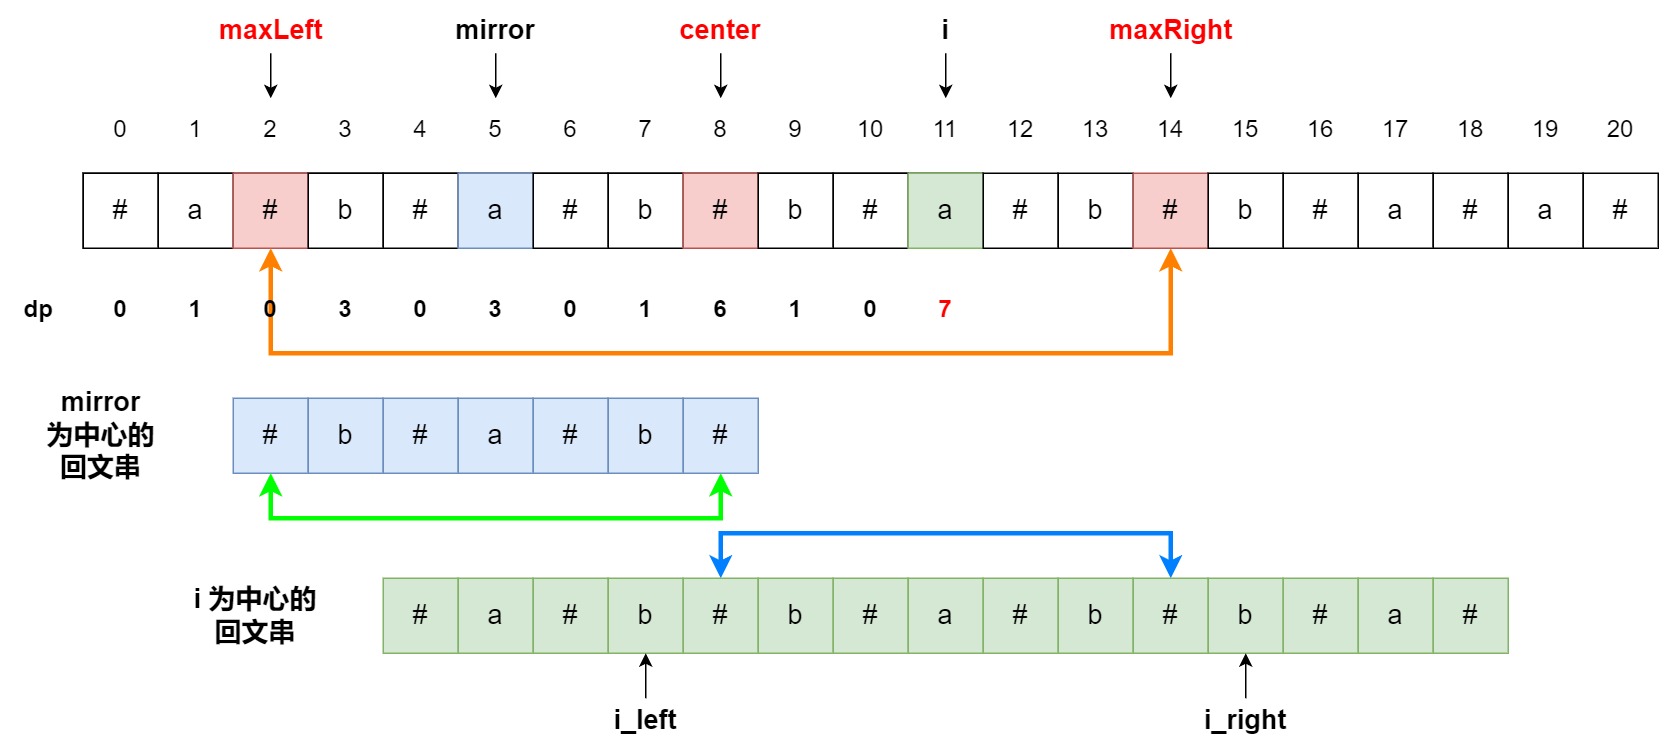 maxLeft mirror center i maxRight
0 1 2 3 4 5 6 7 8 9 10 11 12 13 14 15 16 17 18 19 20
# a # b # a # b # b # a # b # b # a # a #
dp 0 1 0 3 0 3 0 1 6 1 0 7
mirror
为中心的
回文串
# b # a # b #
i 为中心的
回文串
# a # b # b # a # b # b # a #
i_left i_right